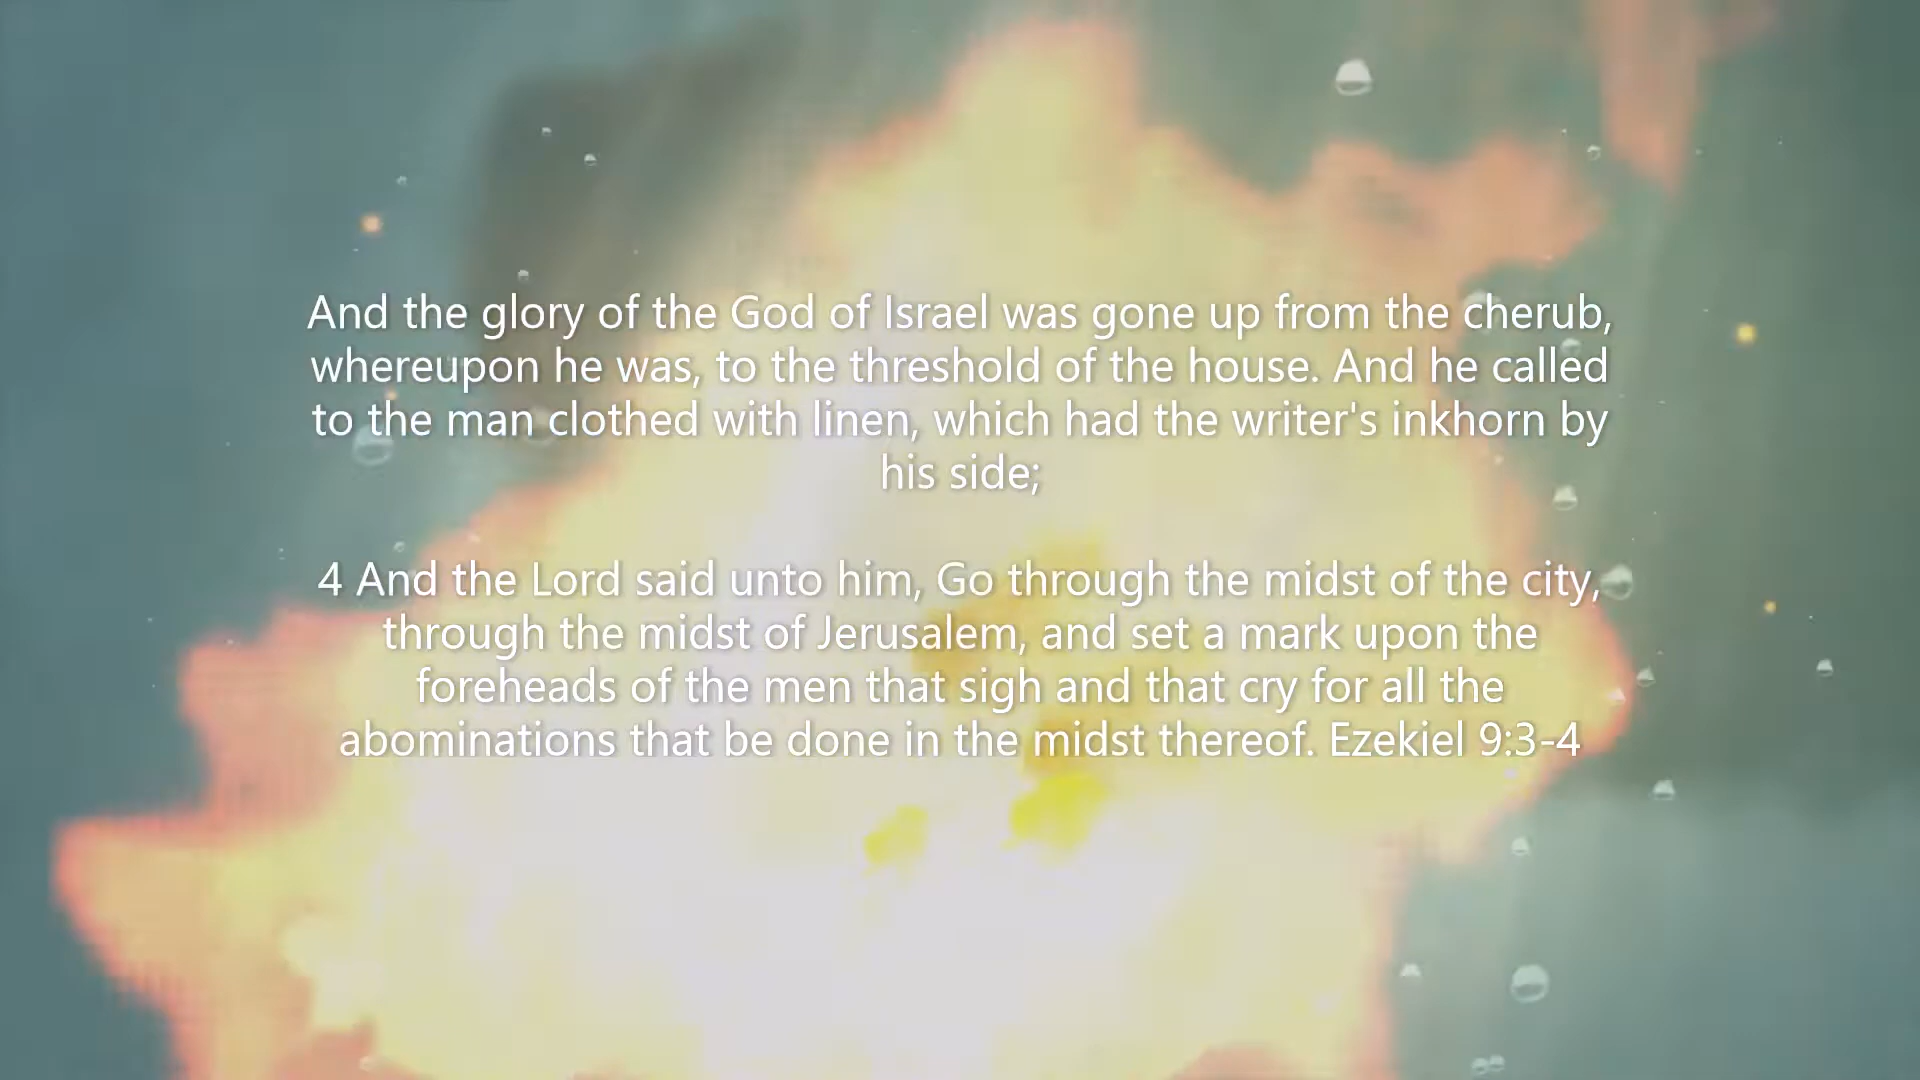 And the glory of the God of Israel was gone up from the cherub,
whereupon he was, to the threshold of the house. And he called
to the man clothed with linen, which had the writer's inkhorn by
his side;
4 And the Lord said unto him, Go through the midst of the city,
through the midst of Jerusalem, and set a mark upon the
foreheads of the men that sigh and that cry for all the
abominations that be done in the midst thereof. Ezekiel 9:3-4